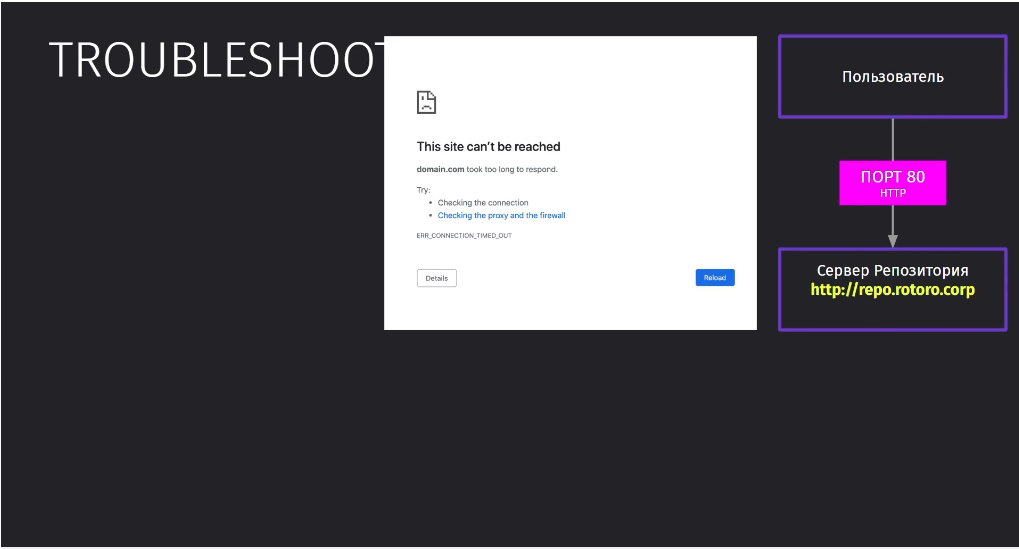 TROUBLESHOOT
This site can't be reached
domain.com took too long to respond.
Try:
• Checking the connection
• Checking the proxy and the firewall
ERR_CONNECTION_TIMED_OUT
Details
Reload
Пользователь
ПОРТ 80
HTTP
Сервер Репозитория
http://repo.rotoro.corp